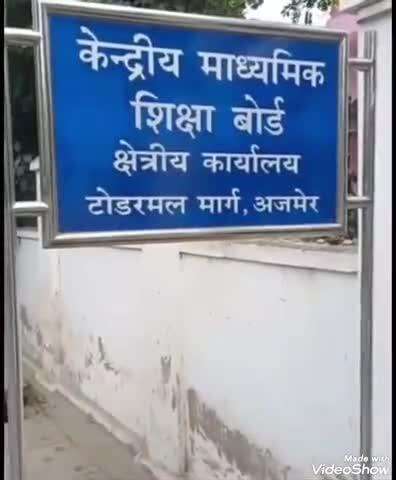 केन्द्रीय माध्यमिक
शिक्षा बोर्ड
क्षेत्रीय कार्यालय
टोडरमल मार्ग, अजमेर
Made with
VideoShow